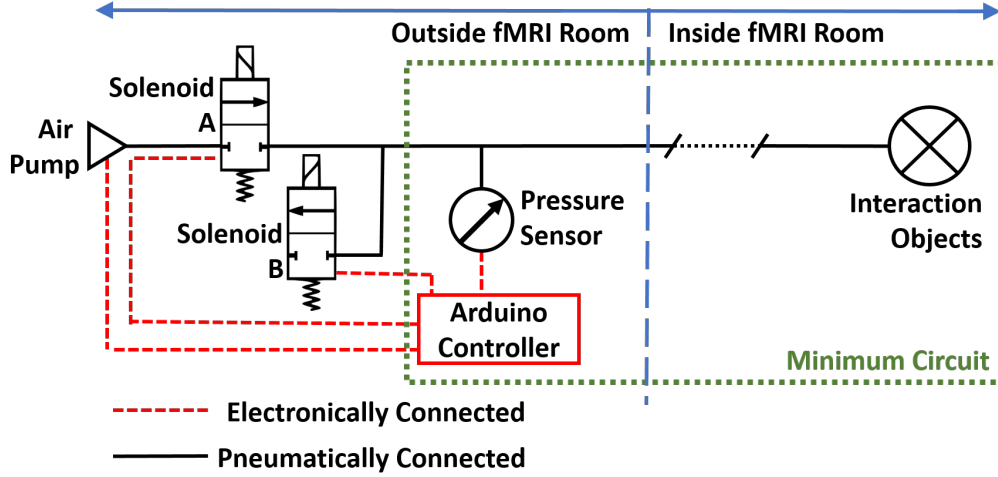 Outside fMRI Room
Inside fMRI Room
Solenoid
A
Air
Pump
Solenoid
B
Pressure
Sensor
Interaction
Objects
Arduino
Controller
Minimum Circuit
Electronically Connected
Pneumatically Connected